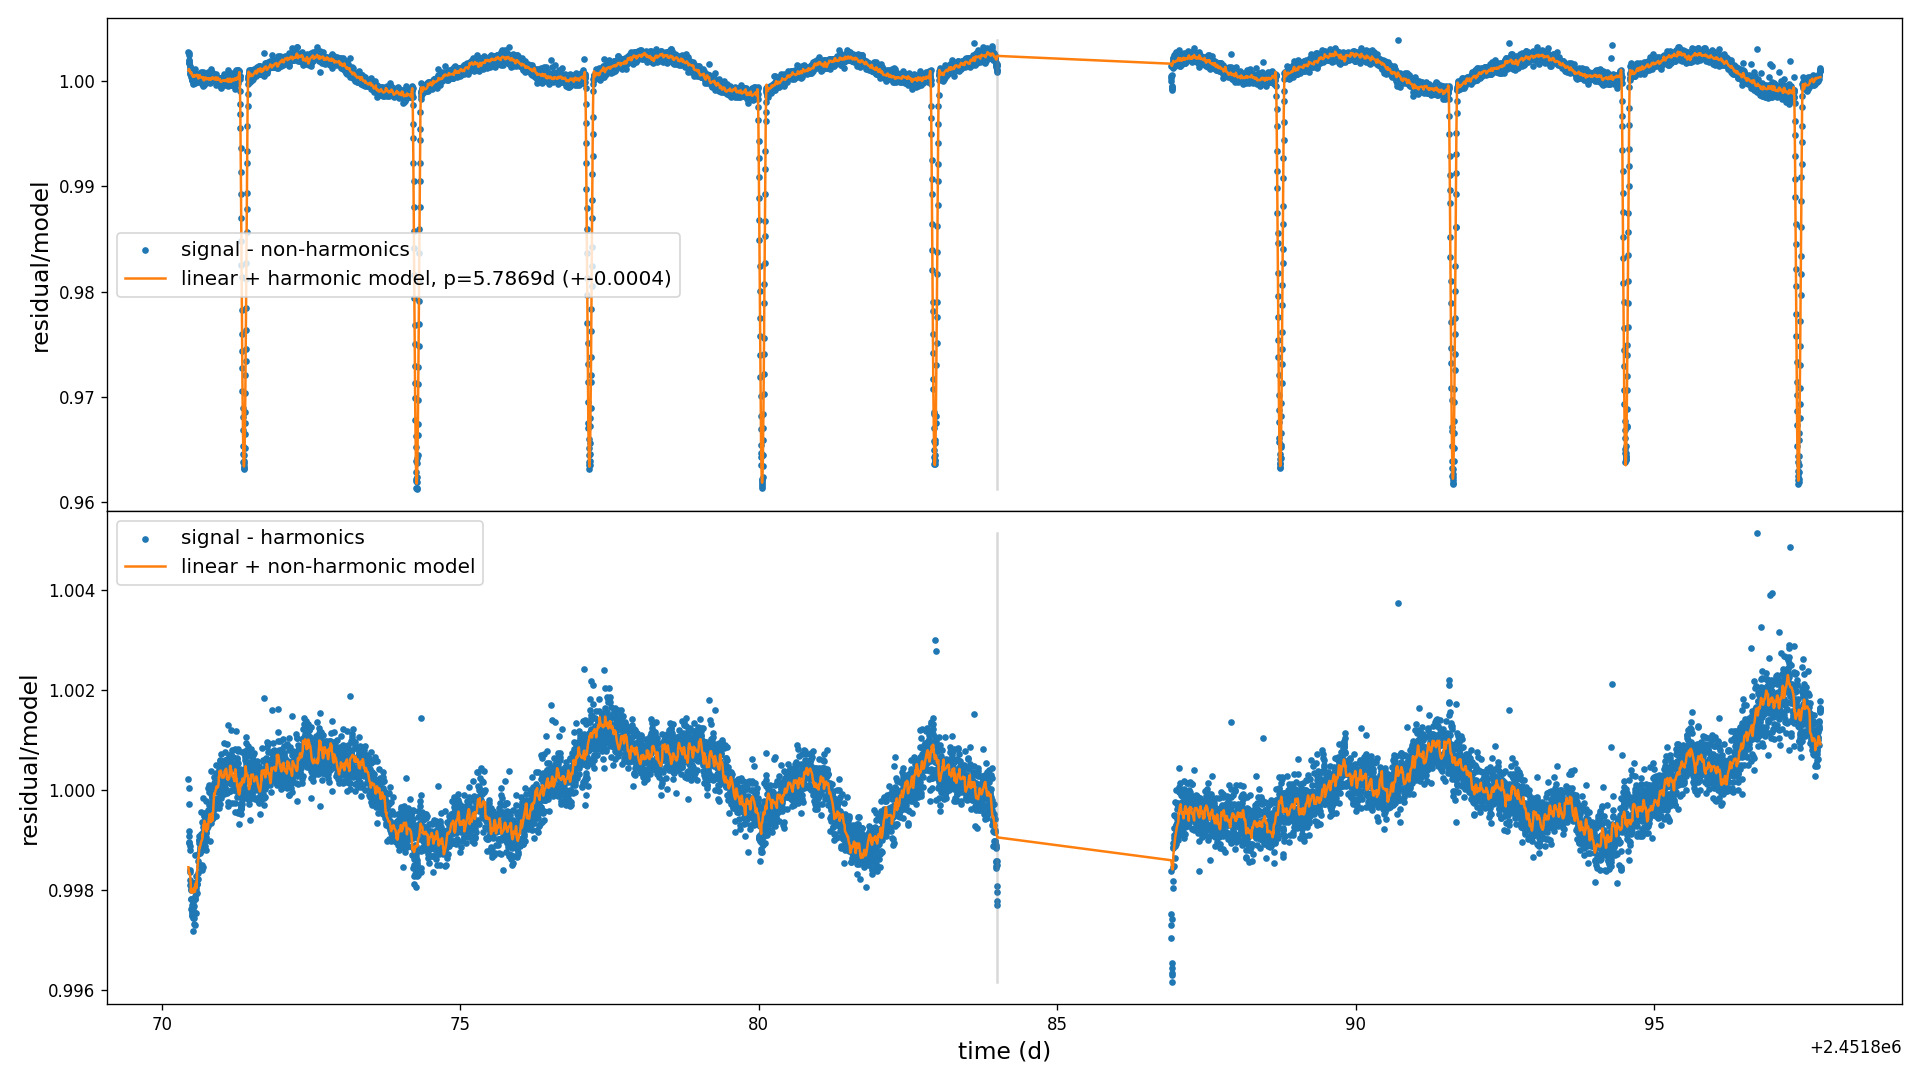 residual/model
1.00
0.99
0.98
0.97
0.96
signal - non-harmonics
linear + harmonic model, p=5.7869d (+-0.0004)
residual/model
1.004
1.002
1.000
0.998
0.996
signal - harmonics
linear + non-harmonic model
70 75 80 85 90 95
time (d)
+2.4518e6